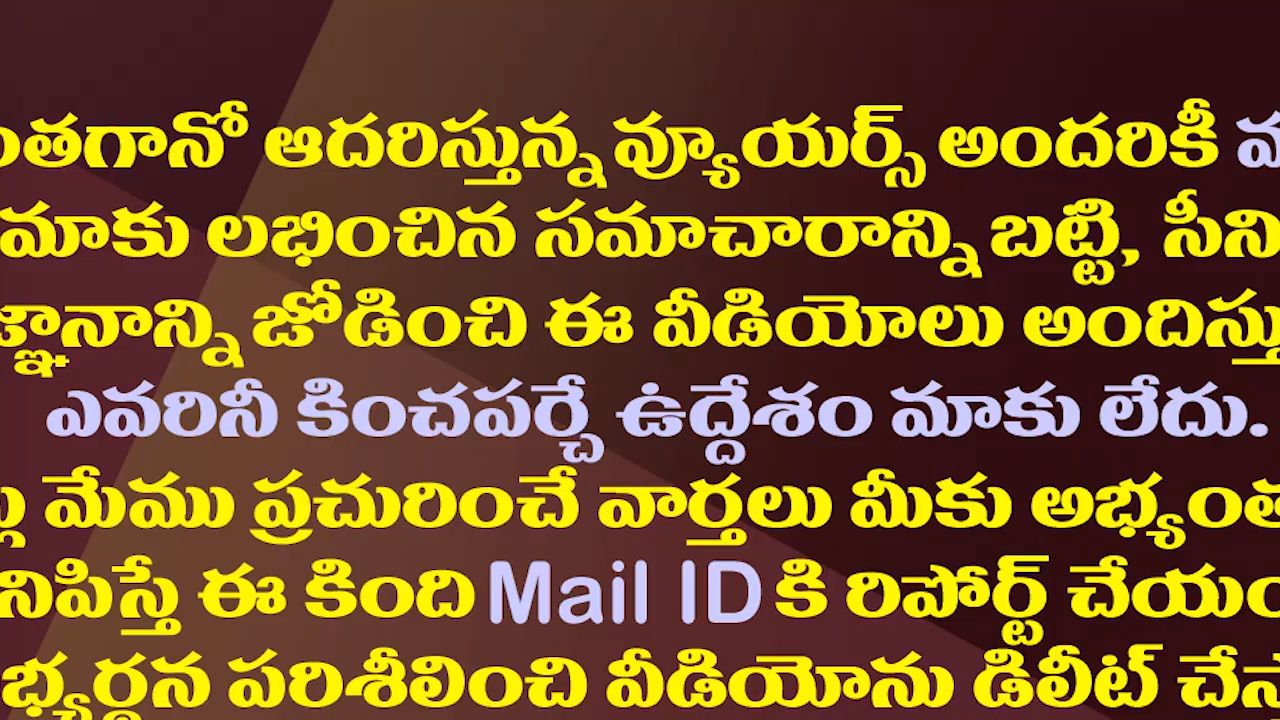 ఆదరిస్తున్న వ్యూయర్స్ అందరికీ
మాకు లభించిన సమాచారాన్ని బట్టి,
జోడించి ఈ వీడియోలు
ఎవరినీ కించపర్చే ఉద్దేశం మాకు లేదు.
మేము ప్రచురించే వార్తలు మీకు
ఈ కింది Mail ID కి రిపోర్ట్
పరిశీలించి వీడియోను డిలీట్